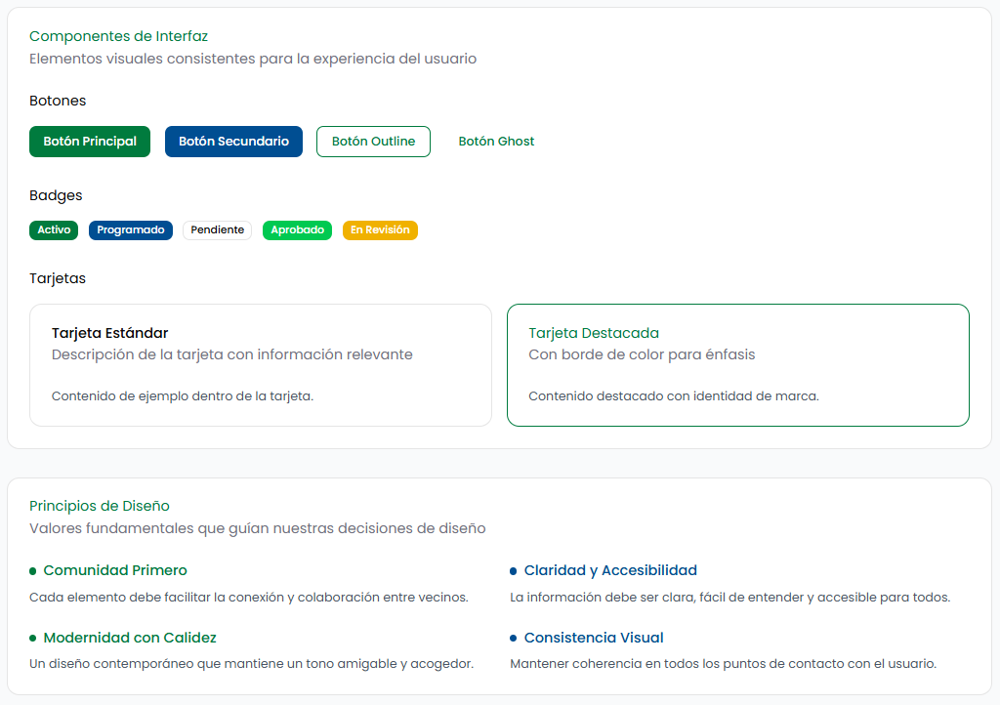 Componentes de Interfaz
Elementos visuales consistentes para la experiencia del usuario
Botones
Botón Principal
Botón Secundario
Botón Outline
Botón Ghost
Badges
Activo
Programado
Pendiente
Aprobado
En Revisión
Tarjetas
Tarjeta Estándar
Descripción de la tarjeta con información relevante
Contenido de ejemplo dentro de la tarjeta.
Tarjeta Destacada
Con borde de color para énfasis
Contenido destacado con identidad de marca.
Principios de Diseño
Valores fundamentales que guían nuestras decisiones de diseño
Comunidad Primero
Cada elemento debe facilitar la conexión y colaboración entre vecinos.
Claridad y Accesibilidad
La información debe ser clara, fácil de entender y accesible para todos.
Modernidad con Calidez
Un diseño contemporáneo que mantiene un tono amigable y acogedor.
Consistencia Visual
Mantener coherencia en todos los puntos de contacto con el usuario.